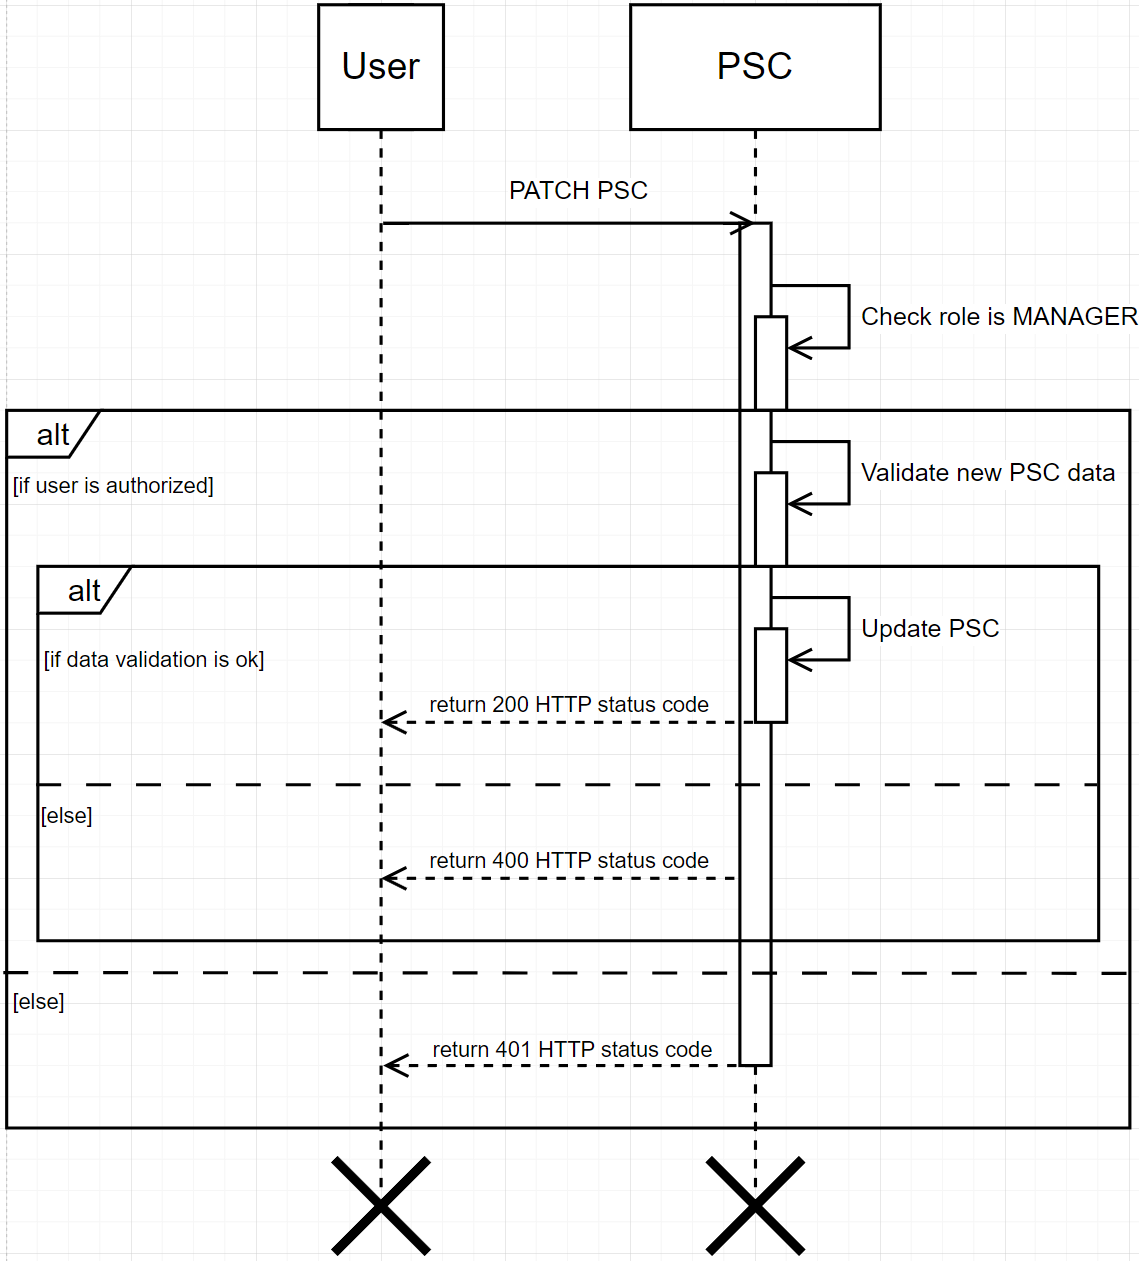 User
PSC
PATCH PSC
Check role is MANAGER
alt
[if user is authorized]
Validate new PSC data
alt
[if data validation is ok]
Update PSC
return 200 HTTP status code
[else]
return 400 HTTP status code
[else]
return 401 HTTP status code